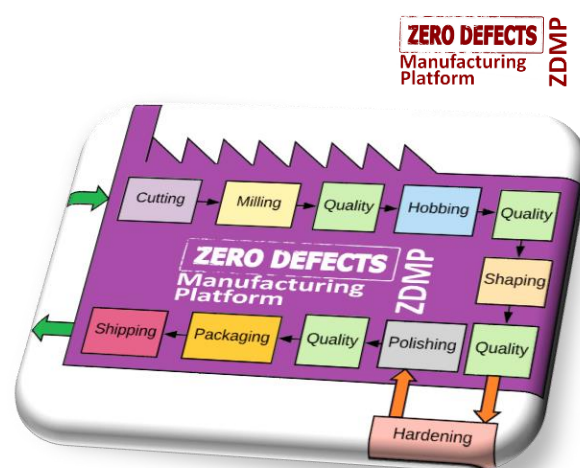 ZERO DEFECTS
Manufacturing
Platform
ZDMP
Cutting
Milling
Quality
Hobbing
Quality
Shaping
ZERO DEFECTS
Manufacturing
Platform
ZDMP
Shipping
Packaging
Quality
Polishing
Quality
Hardening